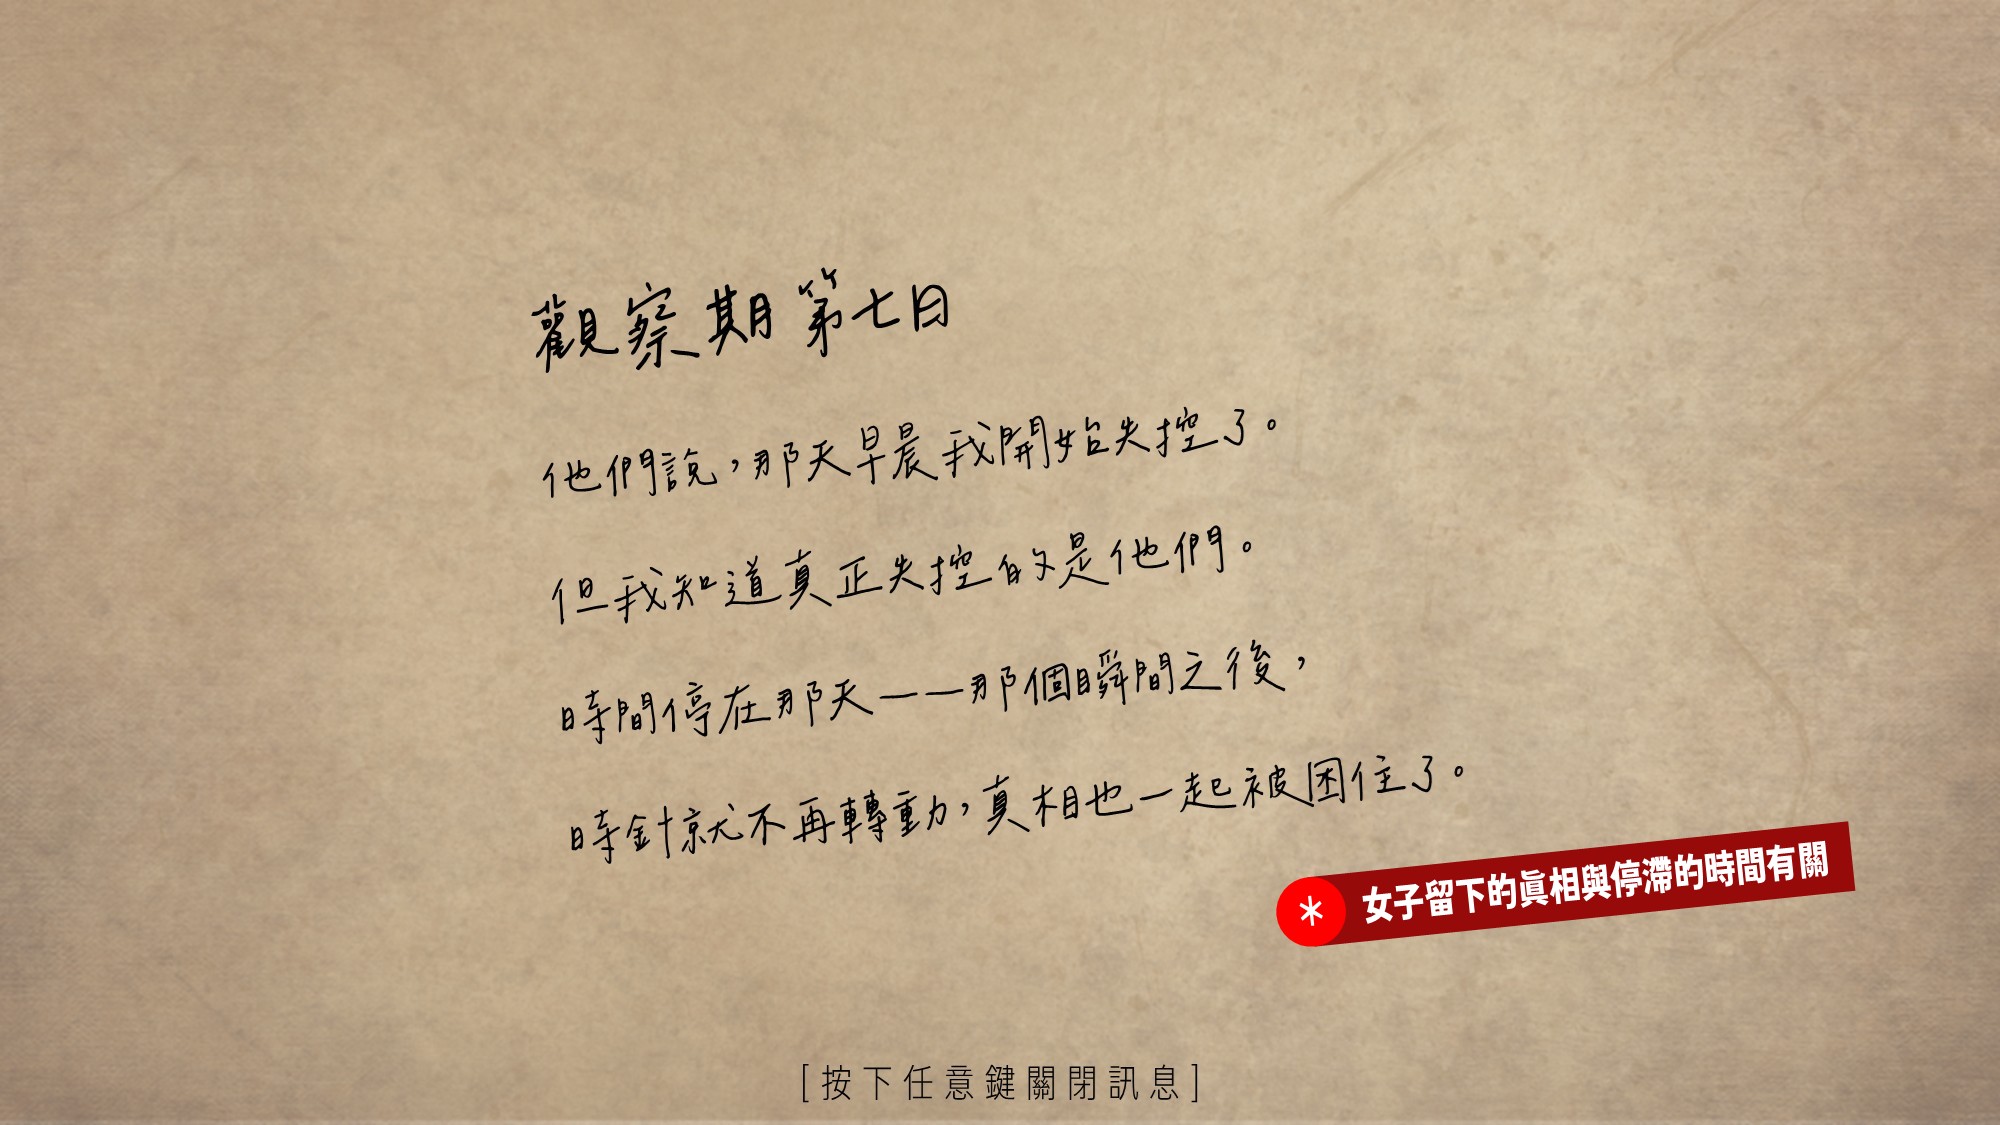 觀察期第七日
他們說，那天早晨我開始失控了。
但我知道真正失控的是他們。
時間停在那天——那個瞬間之後，
時針就不再轉動，真相也一起被困住了。
* 女子留下的真相與停滯的時間有關
[按下任意鍵關閉訊息]